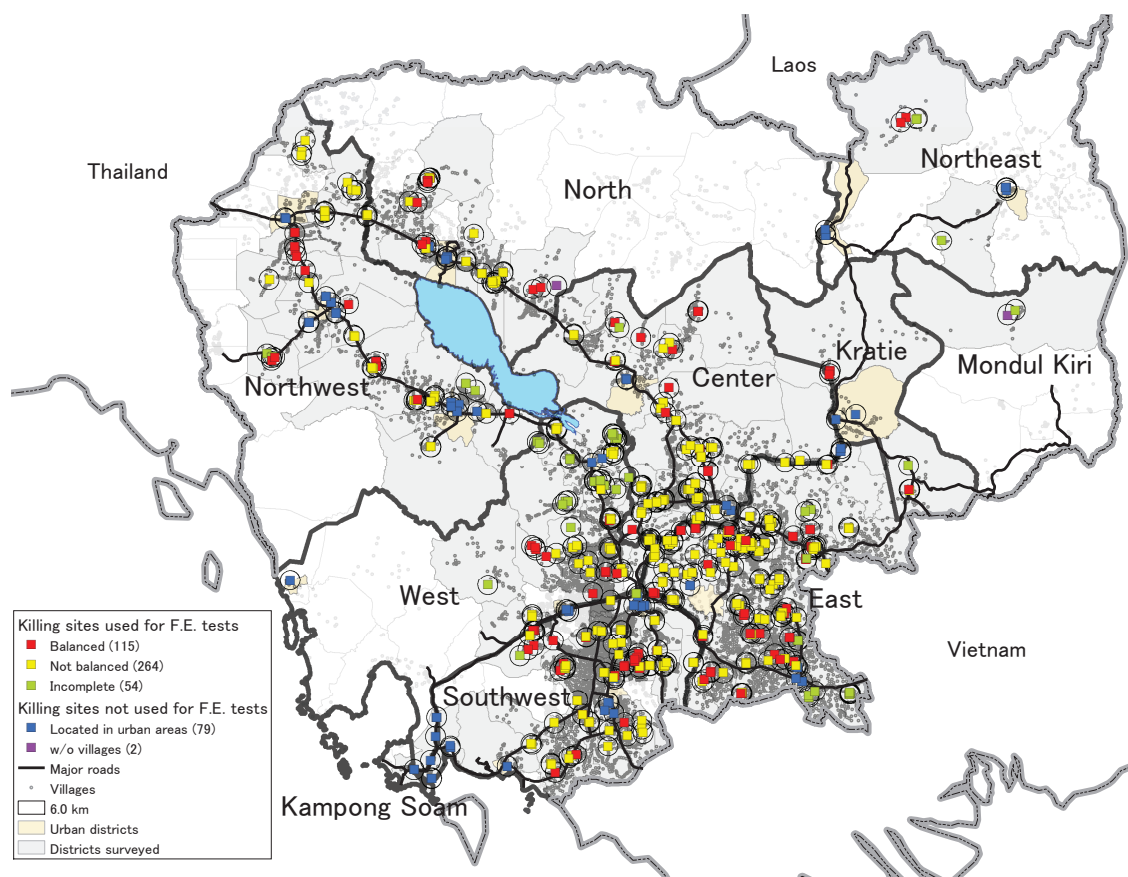 Laos
Thailand
Northeast
North
Kratie
Mondul Kiri
Center
Northwest
West
East
Vietnam
Southwest
Kampong Soam
Killing sites used for F.E. tests
Balanced (115)
Not balanced (264)
Incomplete (54)
Killing sites not used for F.E. tests
Located in urban areas (79)
w/o villages (2)
Major roads
Villages
6.0 km
Urban districts
Districts surveyed